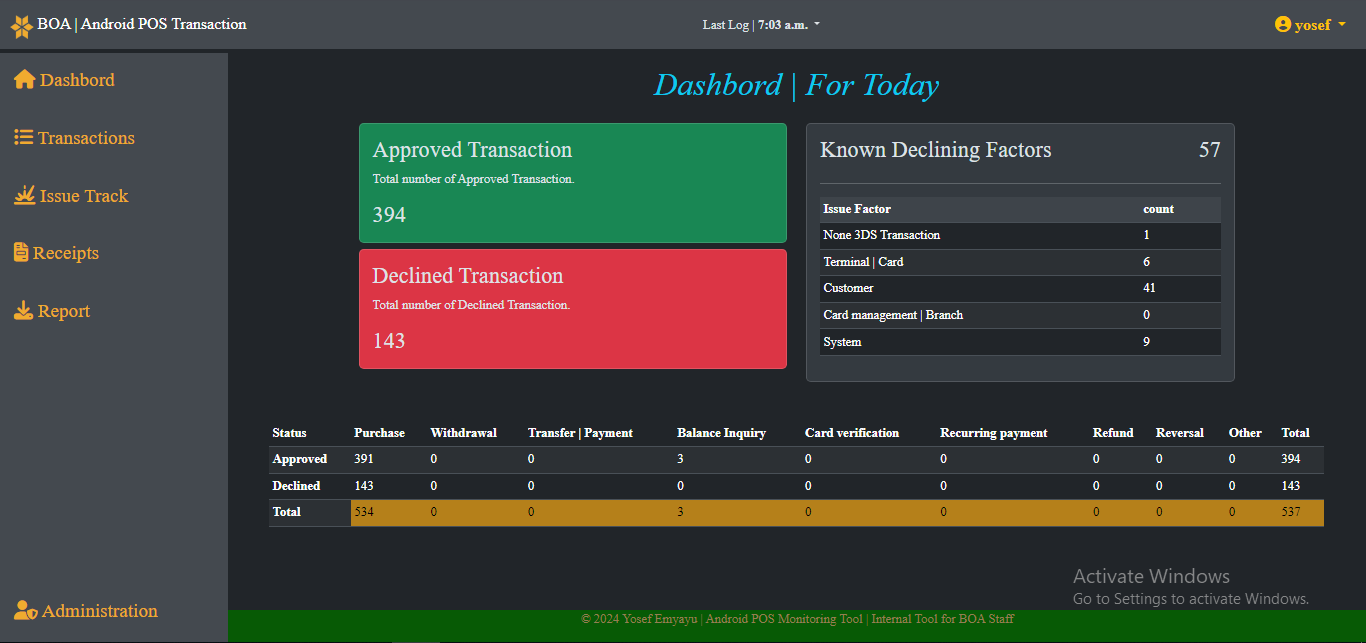 BOA | Android POS Transaction
Last Log | 7:03 a.m.
yosef
Dashbord
Transactions
Issue Track
Receipts
Report
Administration
Dashbord | For Today
Approved Transaction
Total number of Approved Transaction.
394
Declined Transaction
Total number of Declined Transaction.
143
Known Declining Factors 57
Issue Factor count
None 3DS Transaction 1
Terminal | Card 6
Customer 41
Card management | Branch 0
System 9
Status Purchase Withdrawal Transfer | Payment Balance Inquiry Card verification Recurring payment Refund Reversal Other Total
Approved 391 0 0 3 0 0 0 0 0 394
Declined 143 0 0 0 0 0 0 0 0 143
Total 534 0 0 3 0 0 0 0 0 537
Activate Windows
Go to Settings to activate Windows.
© 2024 Yosef Emyayu | Android POS Monitoring Tool | Internal Tool for BOA Staff